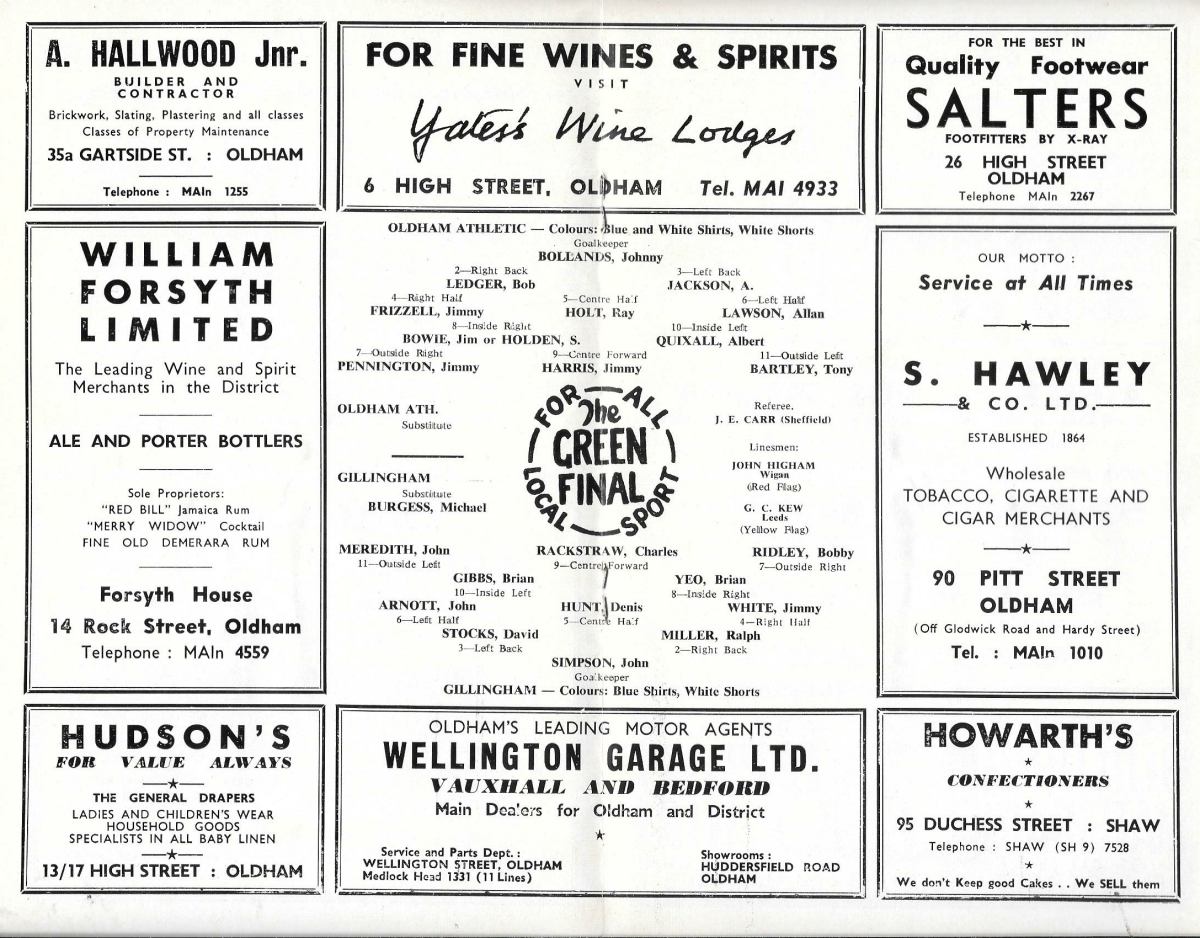 A. HALLWOOD Jnr.
BUILDER AND
CONTRACTOR
Brickwork, Slating, Plastering and all classes
Classes of Property Maintenance
35a GARTSIDE ST. : OLDHAM
Telephone : MAIn 1255
FOR FINE WINES & SPIRITS
VISIT
Yates's Wine Lodges
6 HIGH STREET, OLDHAM Tel. MAI 4933
FOR THE BEST IN
Quality Footwear
SALTERS
FOOTFITTERS BY X-RAY
26 HIGH STREET
OLDHAM
Telephone MAIn 2267
WILLIAM
FORSYTH
LIMITED
The Leading Wine and Spirit
Merchants in the District
ALE AND PORTER BOTTLERS
Sole Proprietors:
"RED BILL" Jamaica Rum
"MERRY WIDOW" Cocktail
FINE OLD DEMERARA RUM
Forsyth House
14 Rock Street, Oldham
Telephone : MAIn 4559
OLDHAM ATHLETIC — Colours: Blue and White Shirts, White Shorts
Goalkeeper
BOLLANDS, Johnny
2—Right Back 3—Left Back
LEDGER, Bob JACKSON, A.
4—Right Half 5—Centre Half 6—Left Half
FRIZZELL, Jimmy HOLT, Ray LAWSON, Allan
8—Inside Right 10—Inside Left
BOWIE, Jim or HOLDEN, S. QUIXALL, Albert
7—Outside Right 9—Centre Forward 11—Outside Left
PENNINGTON, Jimmy HARRIS, Jimmy BARTLEY, Tony
OLDHAM ATH.
Substitute
GILLINGHAM
Substitute
BURGESS, Michael
FOR ALL
The
GREEN
FINAL
LOCAL SPORT
Referee,
J. E. CARR (Sheffield)
Linesmen:
JOHN HIGHAM
Wigan
(Red Flag)
G. C. KEW
Leeds
(Yellow Flag)
MEREDITH, John RACKSTRAW, Charles RIDLEY, Bobby
11—Outside Left 9—Centre Forward 7—Outside Right
GIBBS, Brian YEO, Brian
10—Inside Left 8—Inside Right
ARNOTT, John HUNT, Denis WHITE, Jimmy
6—Left Half 5—Centre Half 4—Right Half
STOCKS, David MILLER, Ralph
3—Left Back 2—Right Back
SIMPSON, John
Goalkeeper
GILLINGHAM — Colours: Blue Shirts, White Shorts
OUR MOTTO :
Service at All Times
S. HAWLEY
& CO. LTD.
ESTABLISHED 1864
Wholesale
TOBACCO, CIGARETTE AND
CIGAR MERCHANTS
90 PITT STREET
OLDHAM
(Off Glodwick Road and Hardy Street)
Tel. : MAIn 1010
HUDSON'S
FOR VALUE ALWAYS
THE GENERAL DRAPERS
LADIES AND CHILDREN'S WEAR
HOUSEHOLD GOODS
SPECIALISTS IN ALL BABY LINEN
13/17 HIGH STREET : OLDHAM
OLDHAM'S LEADING MOTOR AGENTS
WELLINGTON GARAGE LTD.
VAUXHALL AND BEDFORD
Main Dealers for Oldham and District
Service and Parts Dept. :
WELLINGTON STREET, OLDHAM
Medlock Head 1331 (11 Lines)
Showrooms :
HUDDERSFIELD ROAD
OLDHAM
HOWARTH'S
CONFECTIONERS
95 DUCHESS STREET : SHAW
Telephone : SHAW (SH 9) 7528
We don't Keep good Cakes . . We SELL them